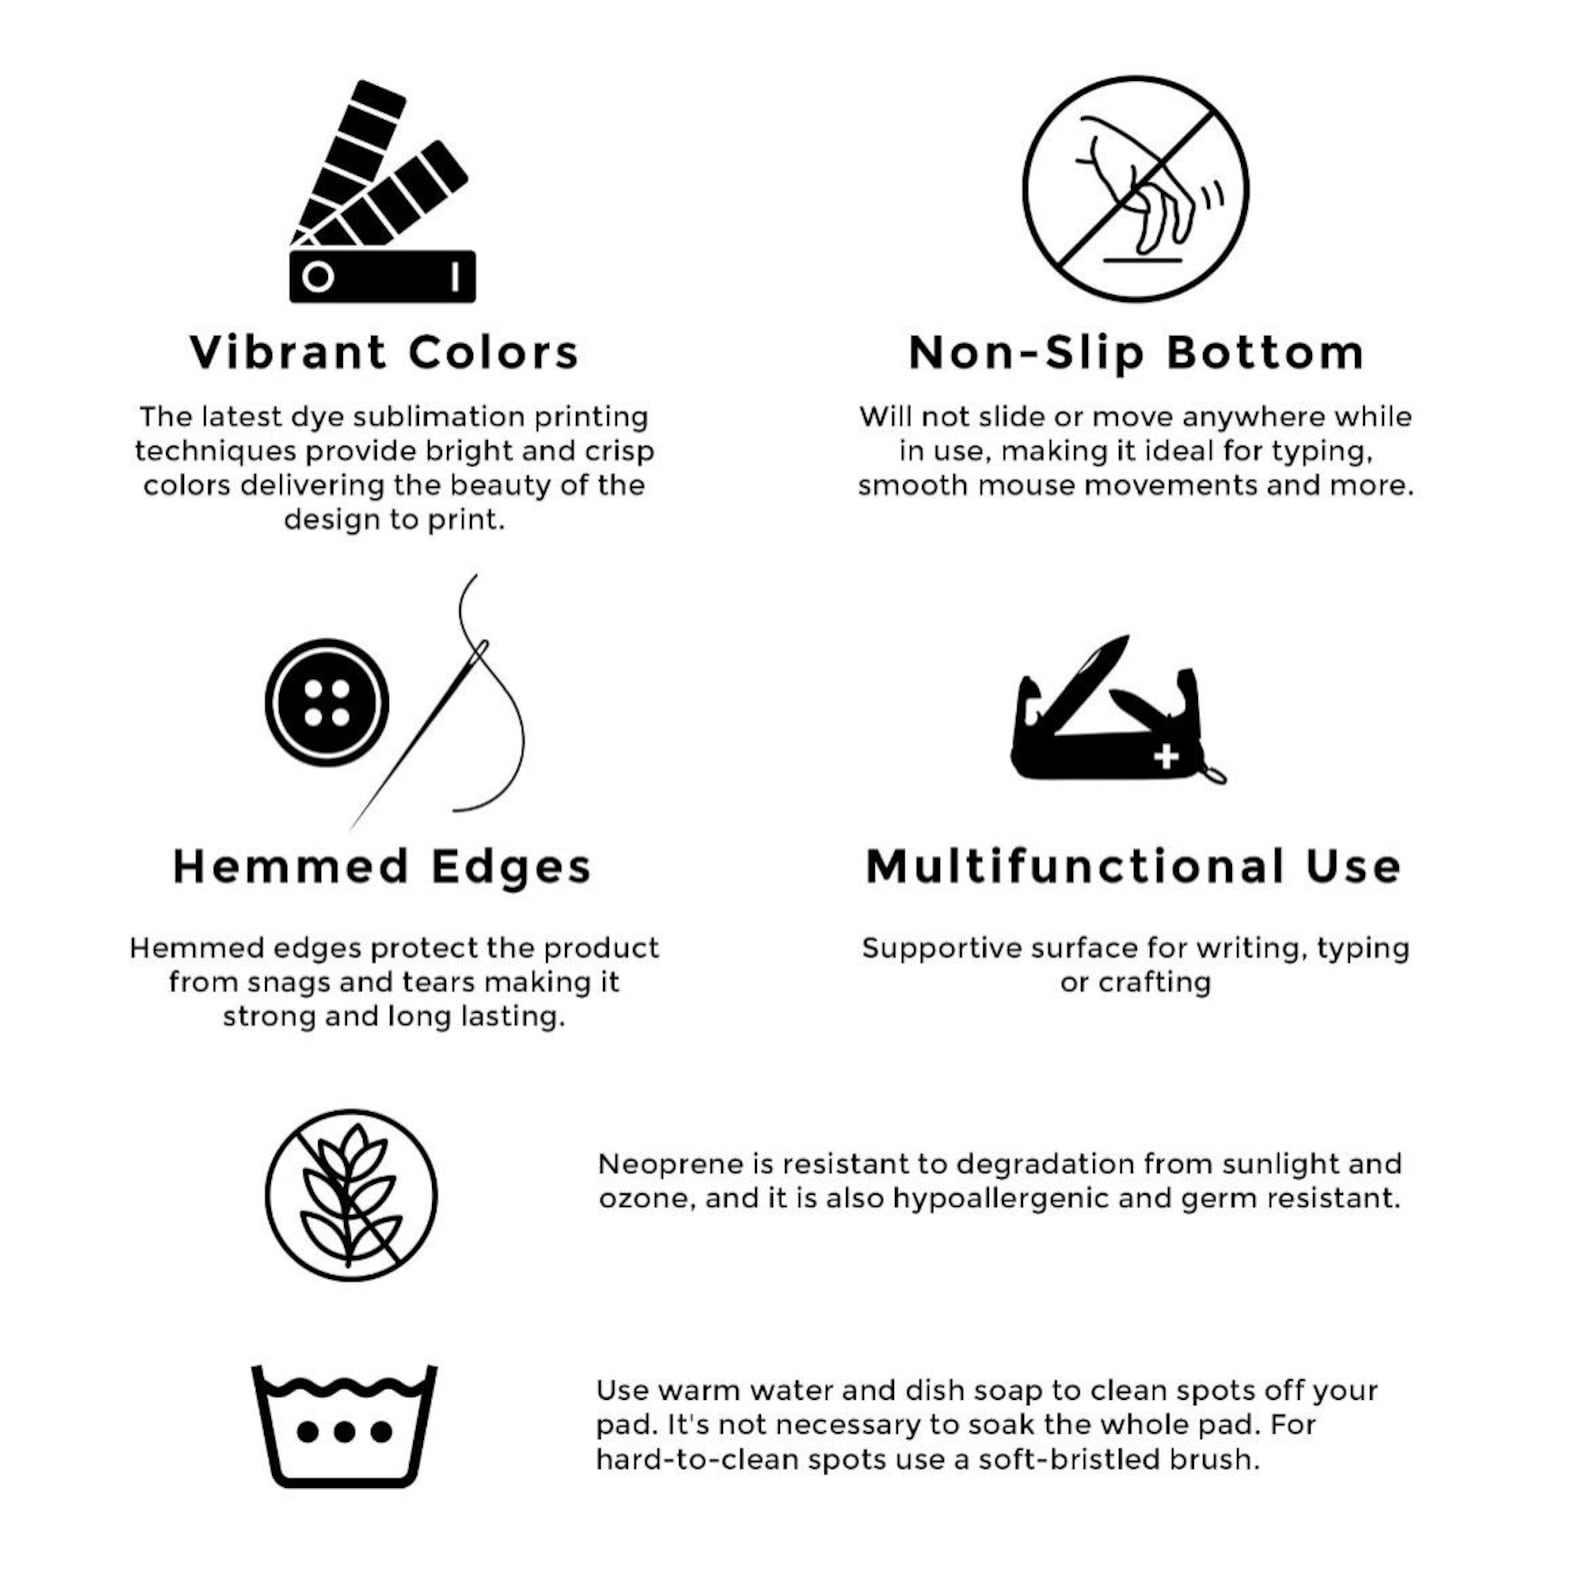 Vibrant Colors
The latest dye sublimation printing
techniques provide bright and crisp
colors delivering the beauty of the
design to print.
Non-Slip Bottom
Will not slide or move anywhere while
in use, making it ideal for typing,
smooth mouse movements and more.
Hemmed Edges
Hemmed edges protect the product
from snags and tears making it
strong and long lasting.
Multifunctional Use
Supportive surface for writing, typing
or crafting
Neoprene is resistant to degradation from sunlight and
ozone, and it is also hypoallergenic and germ resistant.
Use warm water and dish soap to clean spots off your
pad. It's not necessary to soak the whole pad. For
hard-to-clean spots use a soft-bristled brush.